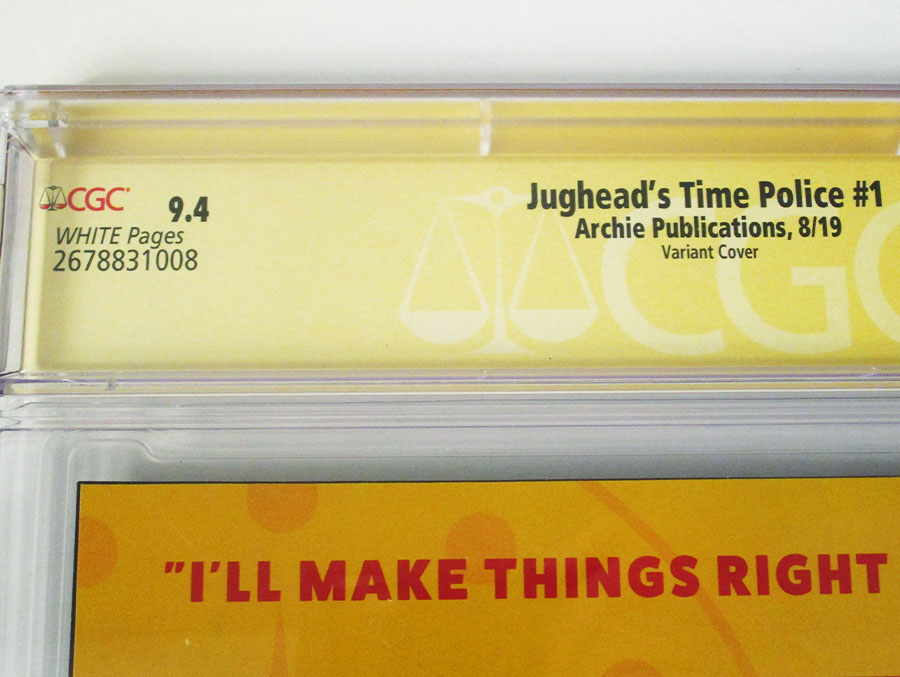 CGC 9.4
WHITE Pages
2678831008
Jughead's Time Police #1
Archie Publications, 8/19
Variant Cover
CGC
"I'LL MAKE THINGS RIGHT